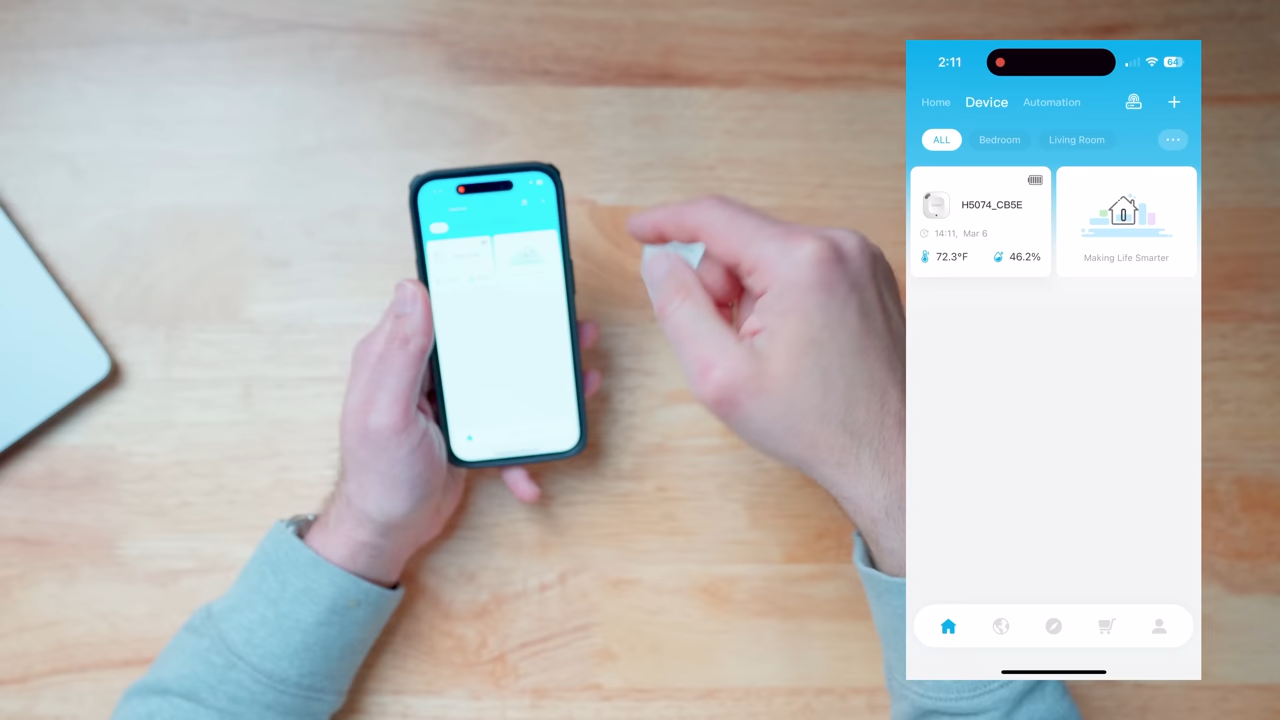 2:11
64
Home Device Automation
ALL Bedroom Living Room
H5074_CB5E
14:11, Mar 6
72.3°F 46.2%
Making Life Smarter